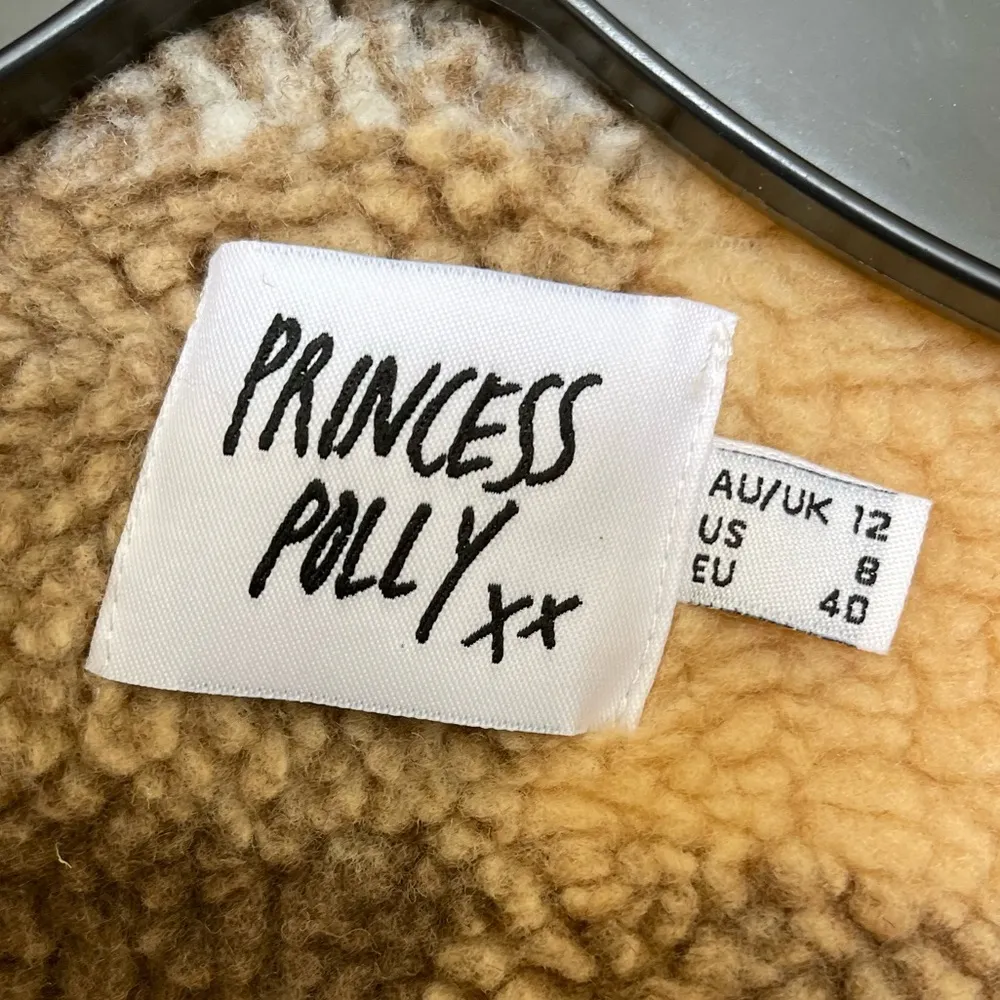 PRINCESS
POLLY xx
AU/UK 12
US 8
EU 40